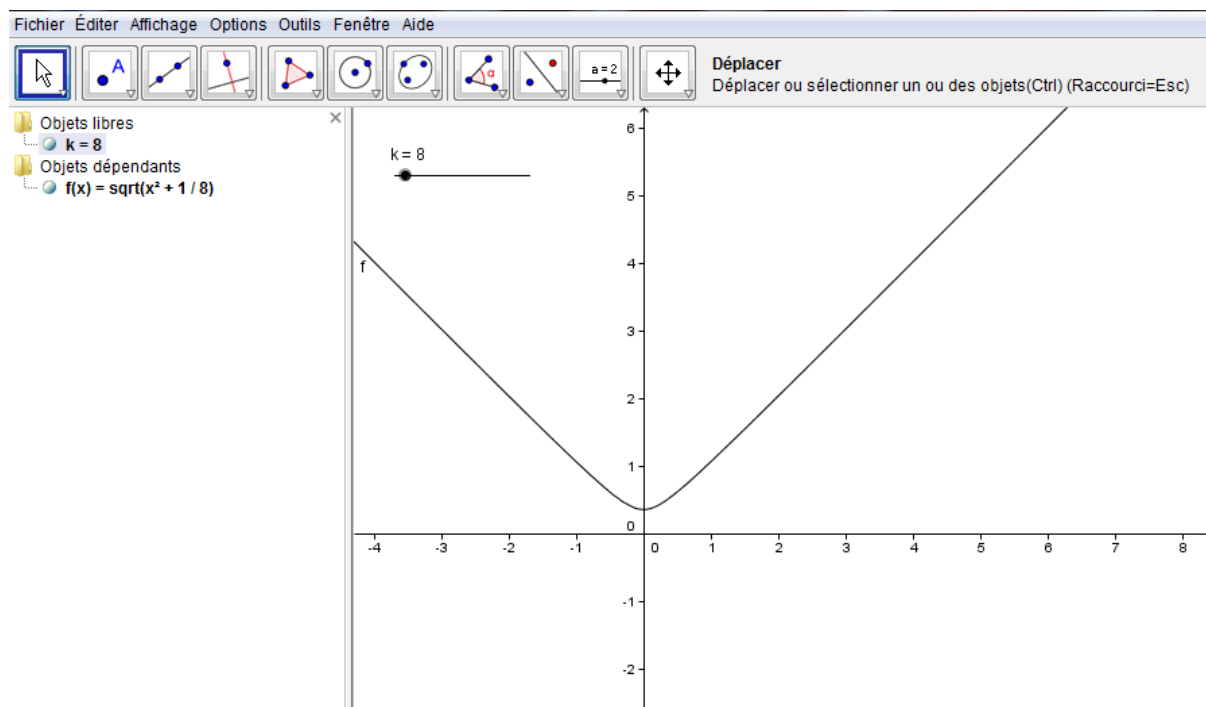 Fichier Éditer Affichage Options Outils Fenêtre Aide
A
α
a = 2
Déplacer
Déplacer ou sélectionner un ou des objets(Ctrl) (Raccourci=Esc)
Objets libres
k = 8
Objets dépendants
f(x) = sqrt(x² + 1 / 8)
k = 8
f
6
5
4
3
2
1
0
-4 -3 -2 -1 0 1 2 3 4 5 6 7 8
-1
-2